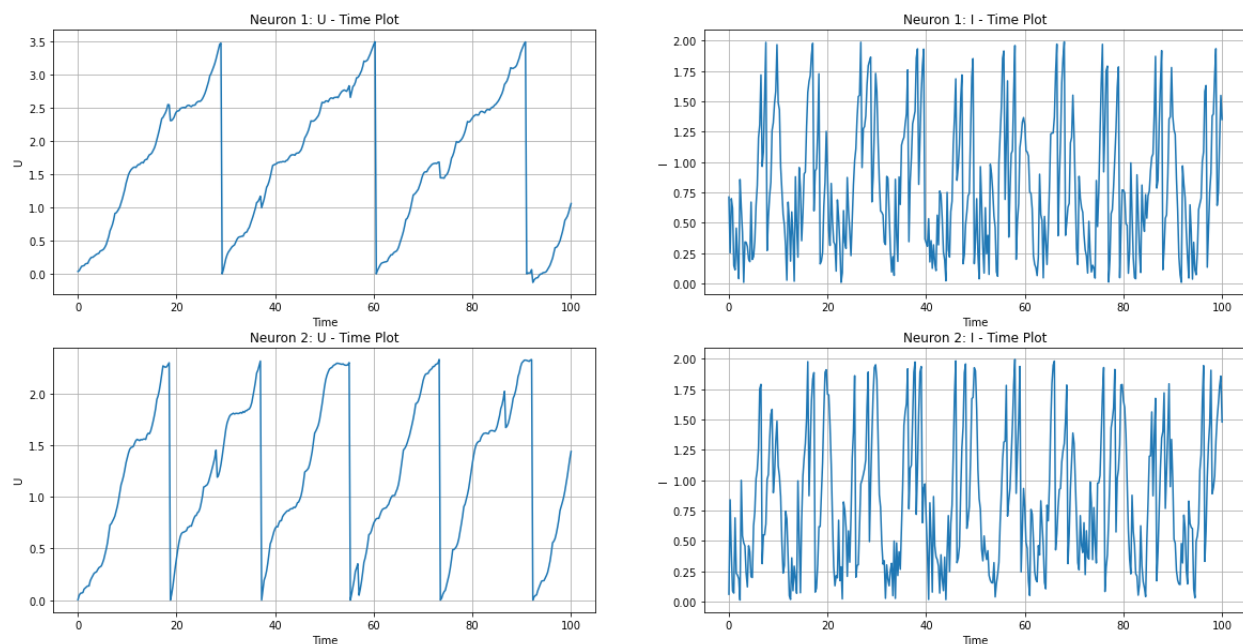 Neuron 1: U - Time Plot
3.5
3.0
2.5
2.0
1.5
1.0
0.5
0.0
U
0 20 40 60 80 100
Time
Neuron 1: I - Time Plot
2.00
1.75
1.50
1.25
1.00
0.75
0.50
0.25
0.00
I
0 20 40 60 80 100
Time
Neuron 2: U - Time Plot
2.0
1.5
1.0
0.5
0.0
U
0 20 40 60 80 100
Time
Neuron 2: I - Time Plot
2.00
1.75
1.50
1.25
1.00
0.75
0.50
0.25
0.00
I
0 20 40 60 80 100
Time